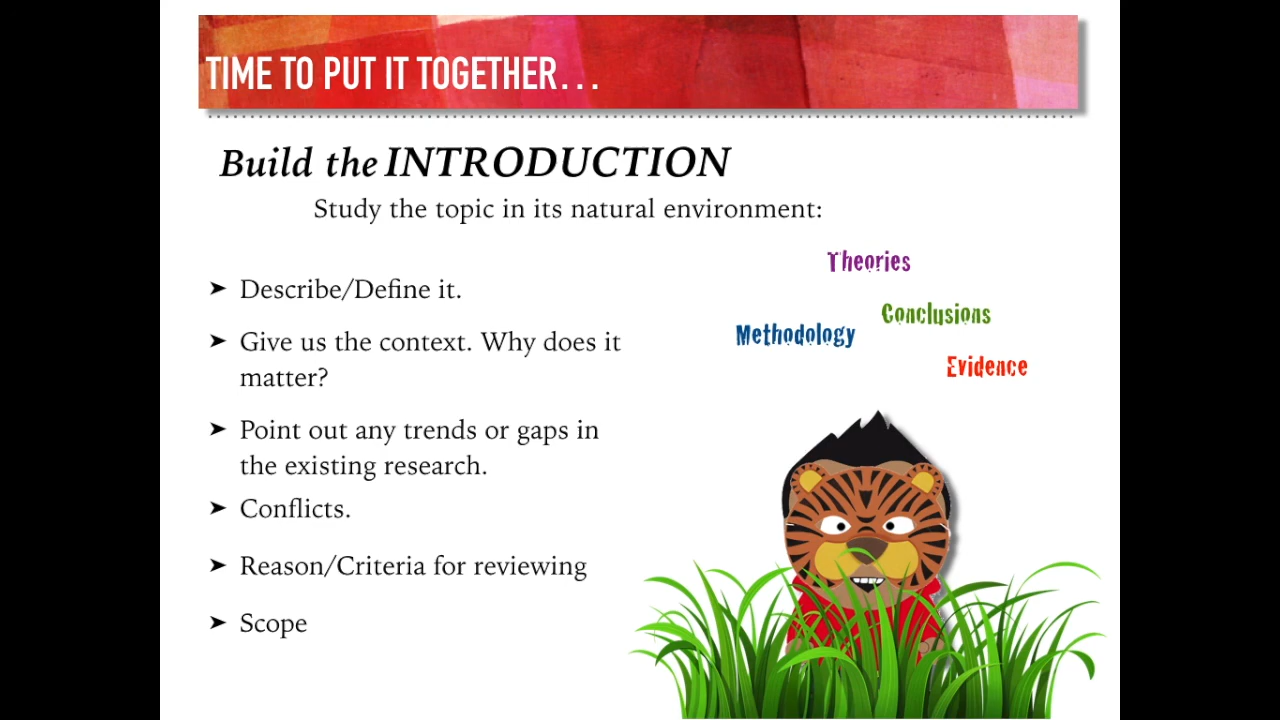 TIME TO PUT IT TOGETHER...
Build the INTRODUCTION
Study the topic in its natural environment:
➤ Describe/Define it.
➤ Give us the context. Why does it
matter?
➤ Point out any trends or gaps in
the existing research.
➤ Conflicts.
➤ Reason/Criteria for reviewing
➤ Scope
Theories
Conclusions
Methodology
Evidence